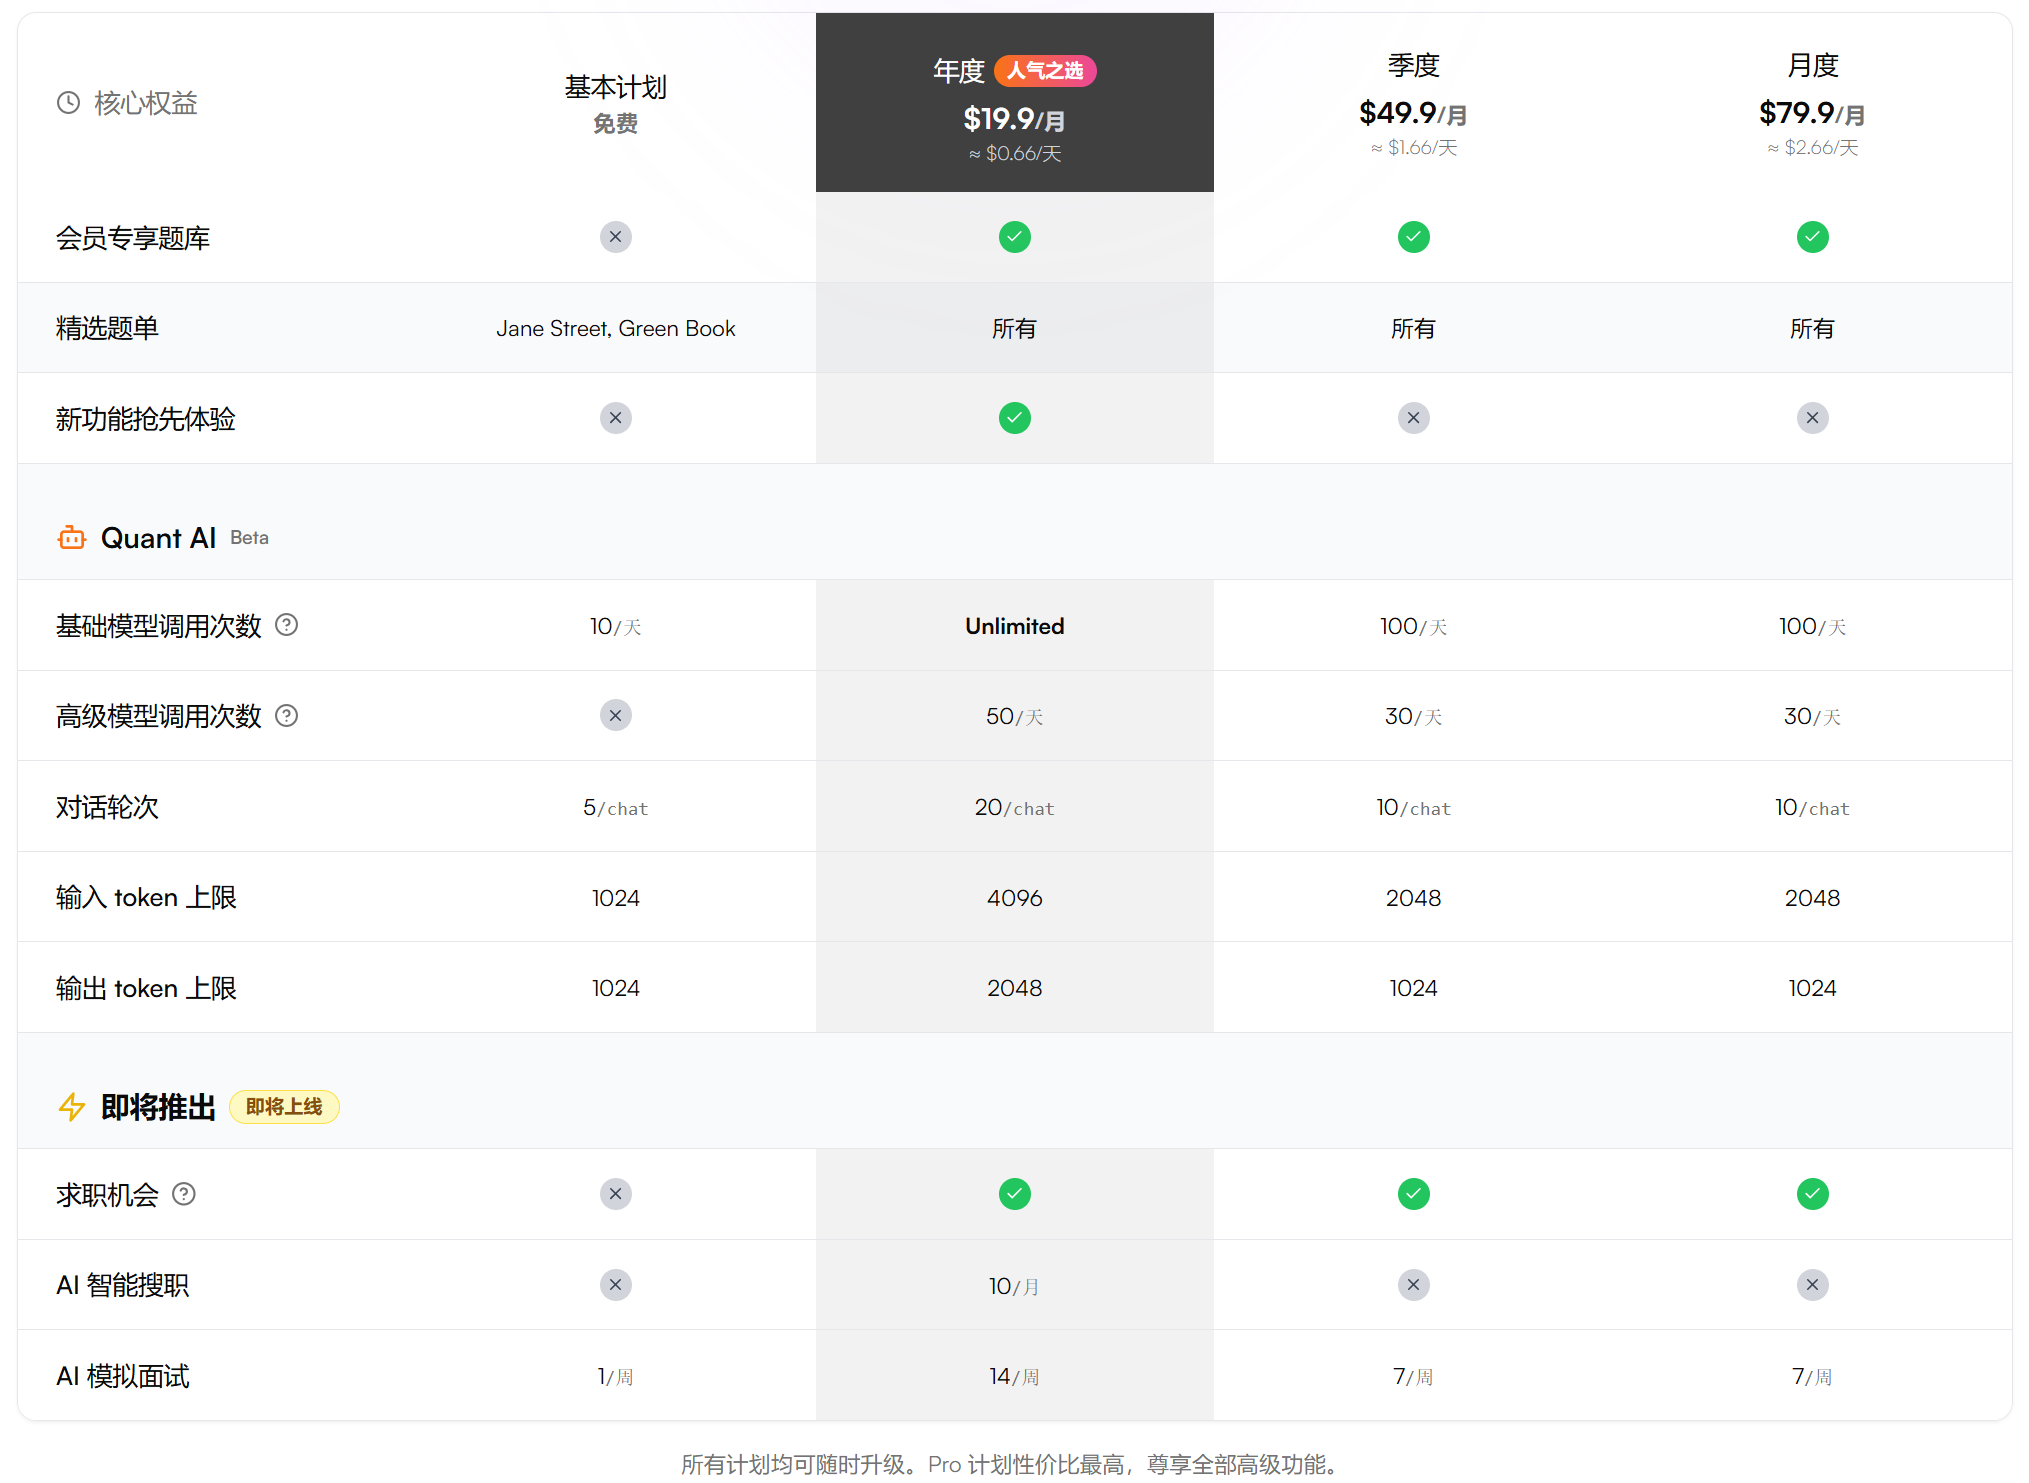 核心权益
基本计划
免费
年度 人气之选
$19.9/月
≈ $0.66/天
季度
$49.9/月
≈ $1.66/天
月度
$79.9/月
≈ $2.66/天
会员专享题库
精选题单 Jane Street, Green Book 所有 所有 所有
新功能抢先体验
Quant AI Beta
基础模型调用次数 10/天 Unlimited 100/天 100/天
高级模型调用次数 50/天 30/天 30/天
对话轮次 5/chat 20/chat 10/chat 10/chat
输入 token 上限 1024 4096 2048 2048
输出 token 上限 1024 2048 1024 1024
即将推出 即将上线
求职机会
AI 智能搜职 10/月
AI 模拟面试 1/周 14/周 7/周 7/周
所有计划均可随时升级。Pro 计划性价比最高，尊享全部高级功能。